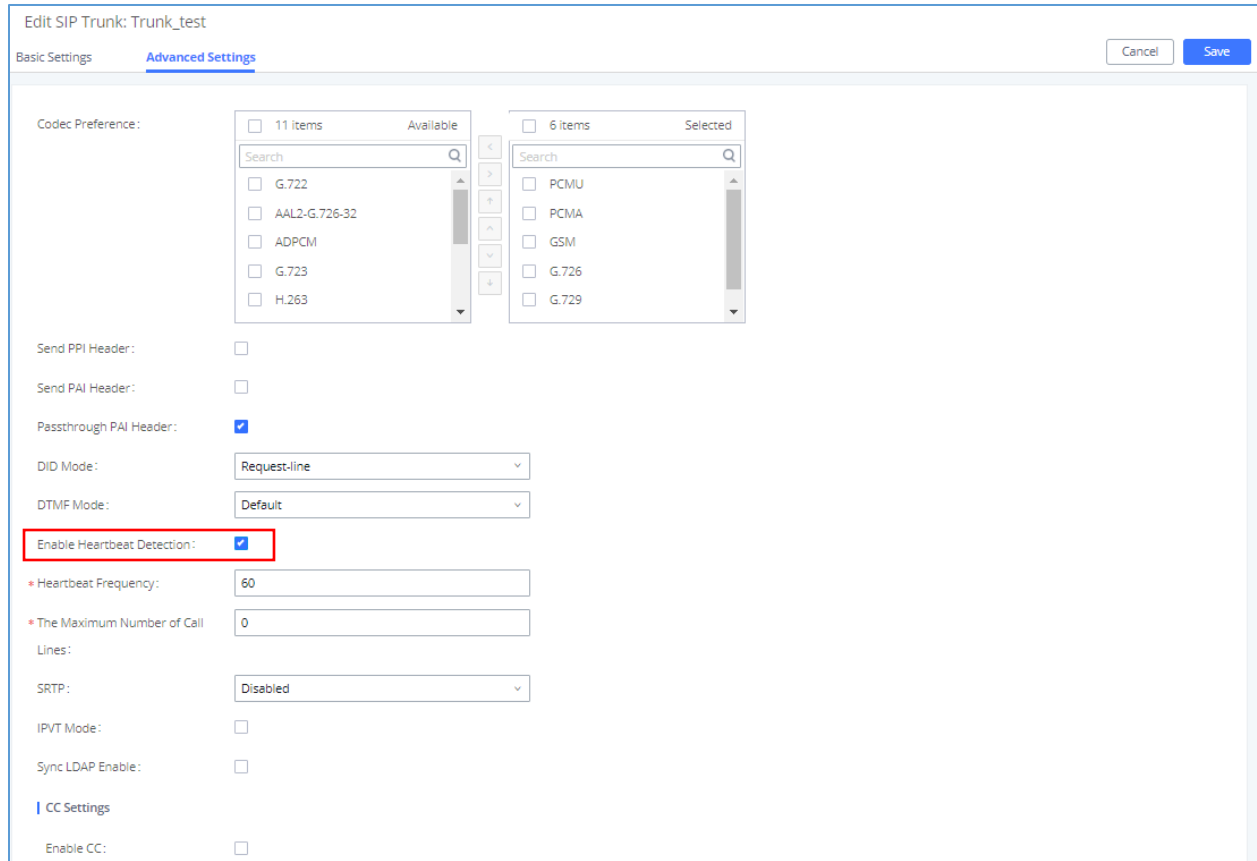 Edit SIP Trunk: Trunk_test
Basic Settings Advanced Settings Cancel Save
Codec Preference: 11 items Available 6 items Selected
Search Search
G.722 PCMU
AAL2-G.726-32 PCMA
ADPCM GSM
G.723 G.726
H.263 G.729
Send PPI Header:
Send PAI Header:
Passthrough PAI Header:
DID Mode: Request-line
DTMF Mode: Default
Enable Heartbeat Detection:
* Heartbeat Frequency: 60
* The Maximum Number of Call 0
Lines:
SRTP: Disabled
IPVT Mode:
Sync LDAP Enable:
CC Settings
Enable CC: